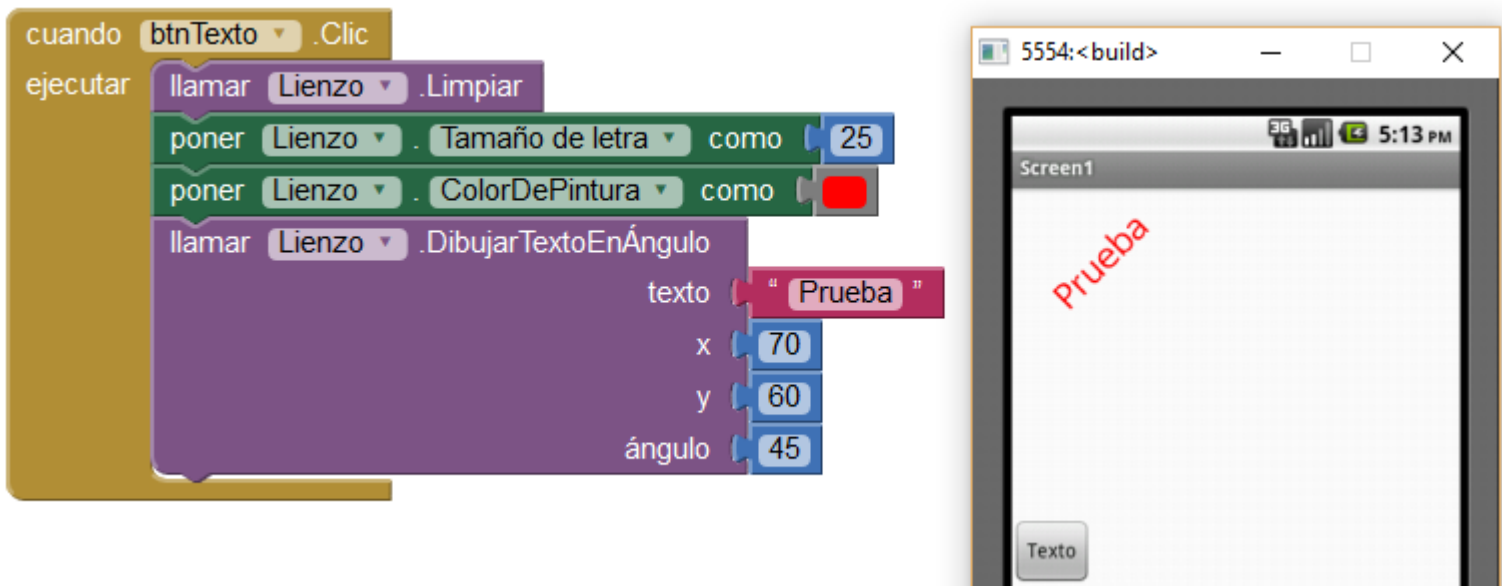 cuando btnTexto .Clic
ejecutar llamar Lienzo .Limpiar
poner Lienzo . Tamaño de letra como 25
poner Lienzo . ColorDePintura como
llamar Lienzo .DibujarTextoEnÁngulo
texto " Prueba "
x 70
y 60
ángulo 45
5554:<build>
3G 5:13 PM
Screen1
Prueba
Texto